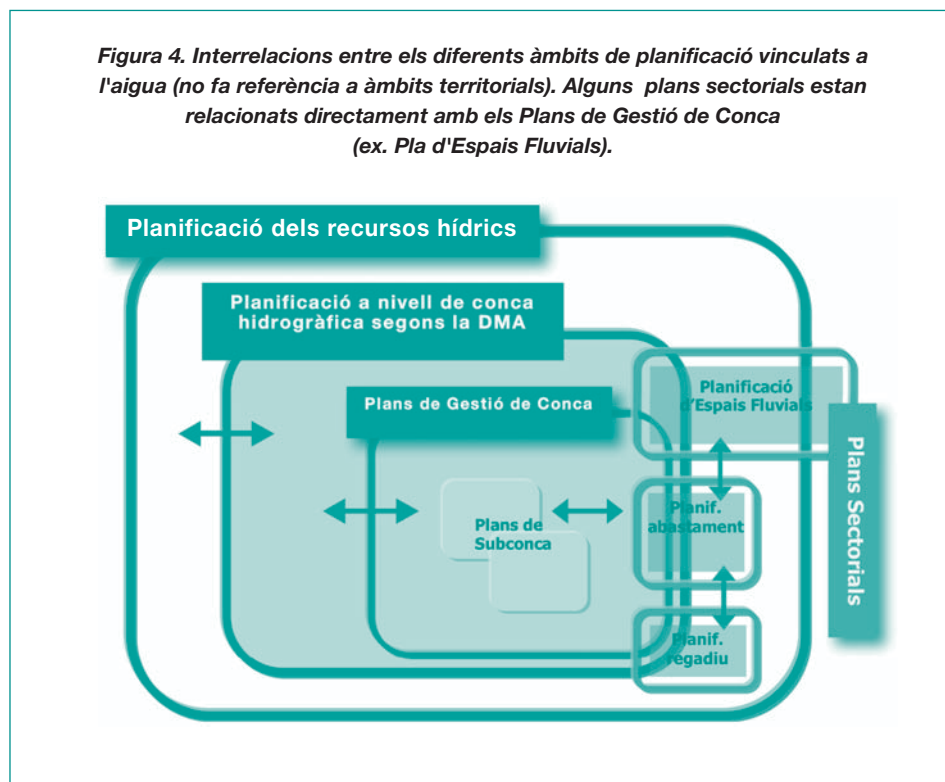 Figura 4. Interrelacions entre els diferents àmbits de planificació vinculats a
l'aigua (no fa referència a àmbits territorials). Alguns plans sectorials estan
relacionats directament amb els Plans de Gestió de Conca
(ex. Pla d'Espais Fluvials).
Planificació dels recursos hídrics
Planificació a nivell de conca
hidrogràfica segons la DMA
Plans de Gestió de Conca
Planificació
d'Espais Fluvials
Plans Sectorials
Plans de
Subconca
Planif.
abastament
Planif.
regadiu